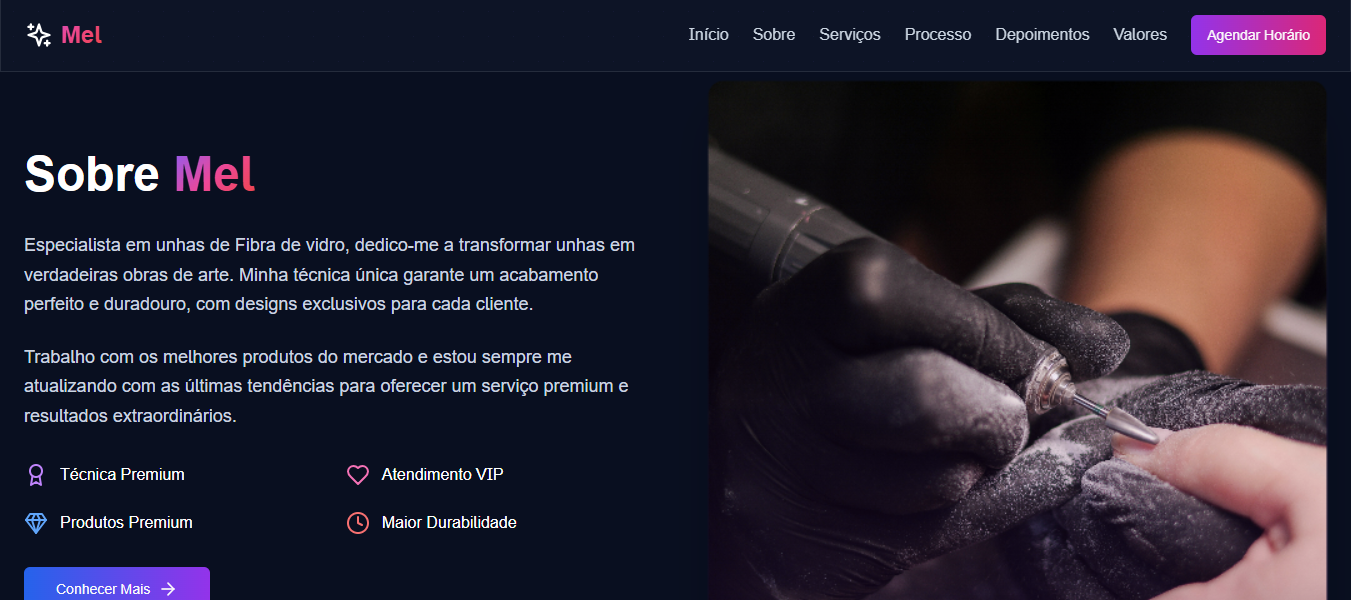 Mel
Início Sobre Serviços Processo Depoimentos Valores Agendar Horário
Sobre Mel
Especialista em unhas de Fibra de vidro, dedico-me a transformar unhas em
verdadeiras obras de arte. Minha técnica única garante um acabamento
perfeito e duradouro, com designs exclusivos para cada cliente.
Trabalho com os melhores produtos do mercado e estou sempre me
atualizando com as últimas tendências para oferecer um serviço premium e
resultados extraordinários.
Técnica Premium
Atendimento VIP
Produtos Premium
Maior Durabilidade
Conhecer Mais